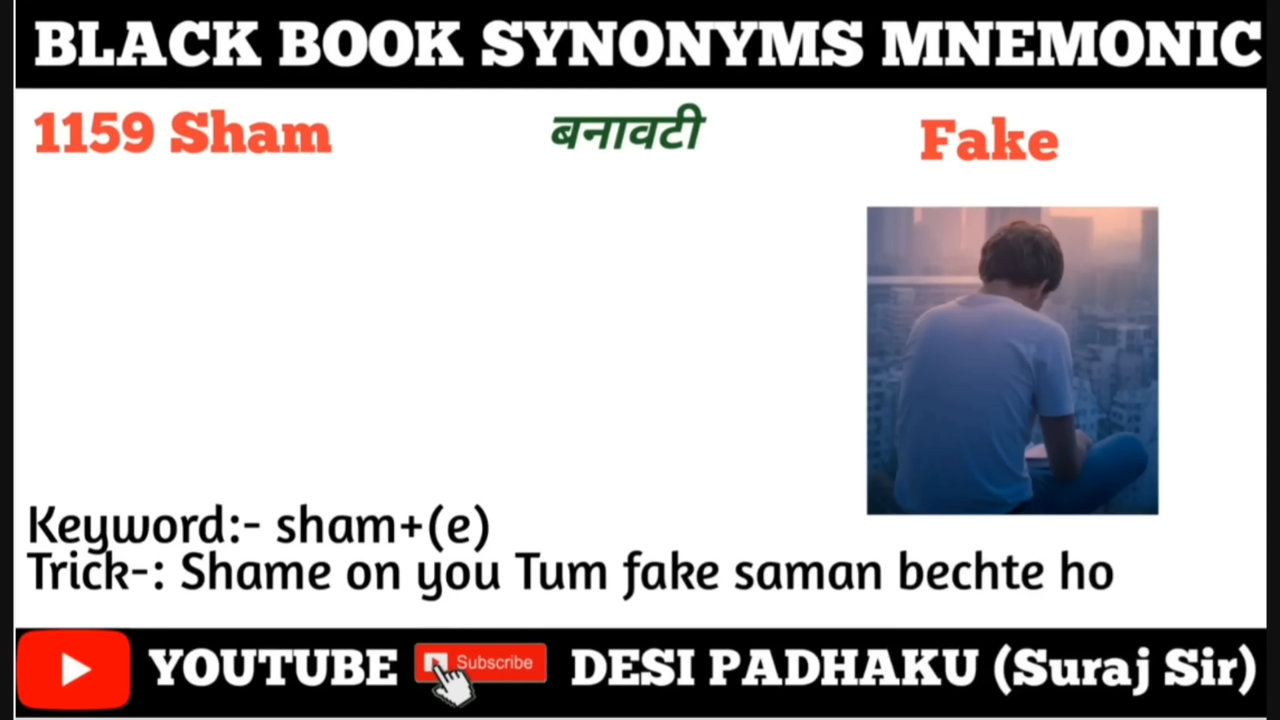 BLACK BOOK SYNONYMS MNEMONIC
1159 Sham बनावटी Fake
Keyword:- sham+(e)
Trick-: Shame on you Tum fake saman bechte ho
YOUTUBE Subscribe DESI PADHAKU (Suraj Sir)